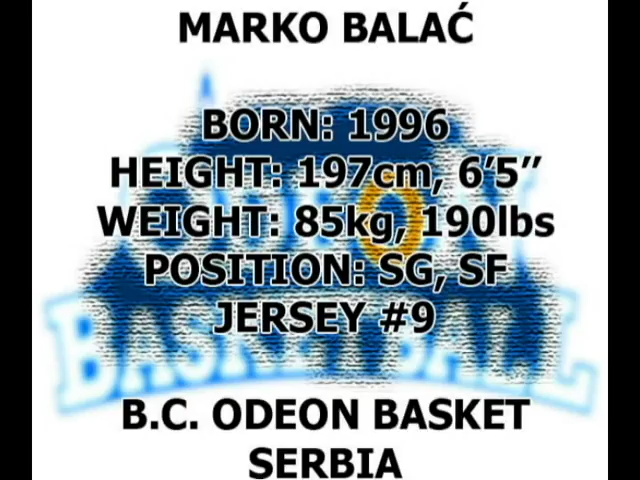 MARKO BALAĆ
BORN: 1996
HEIGHT: 197cm, 6’5”
WEIGHT: 85kg, 190lbs
POSITION: SG, SF
JERSEY #9
BASKETBALL
B.C. ODEON BASKET
SERBIA